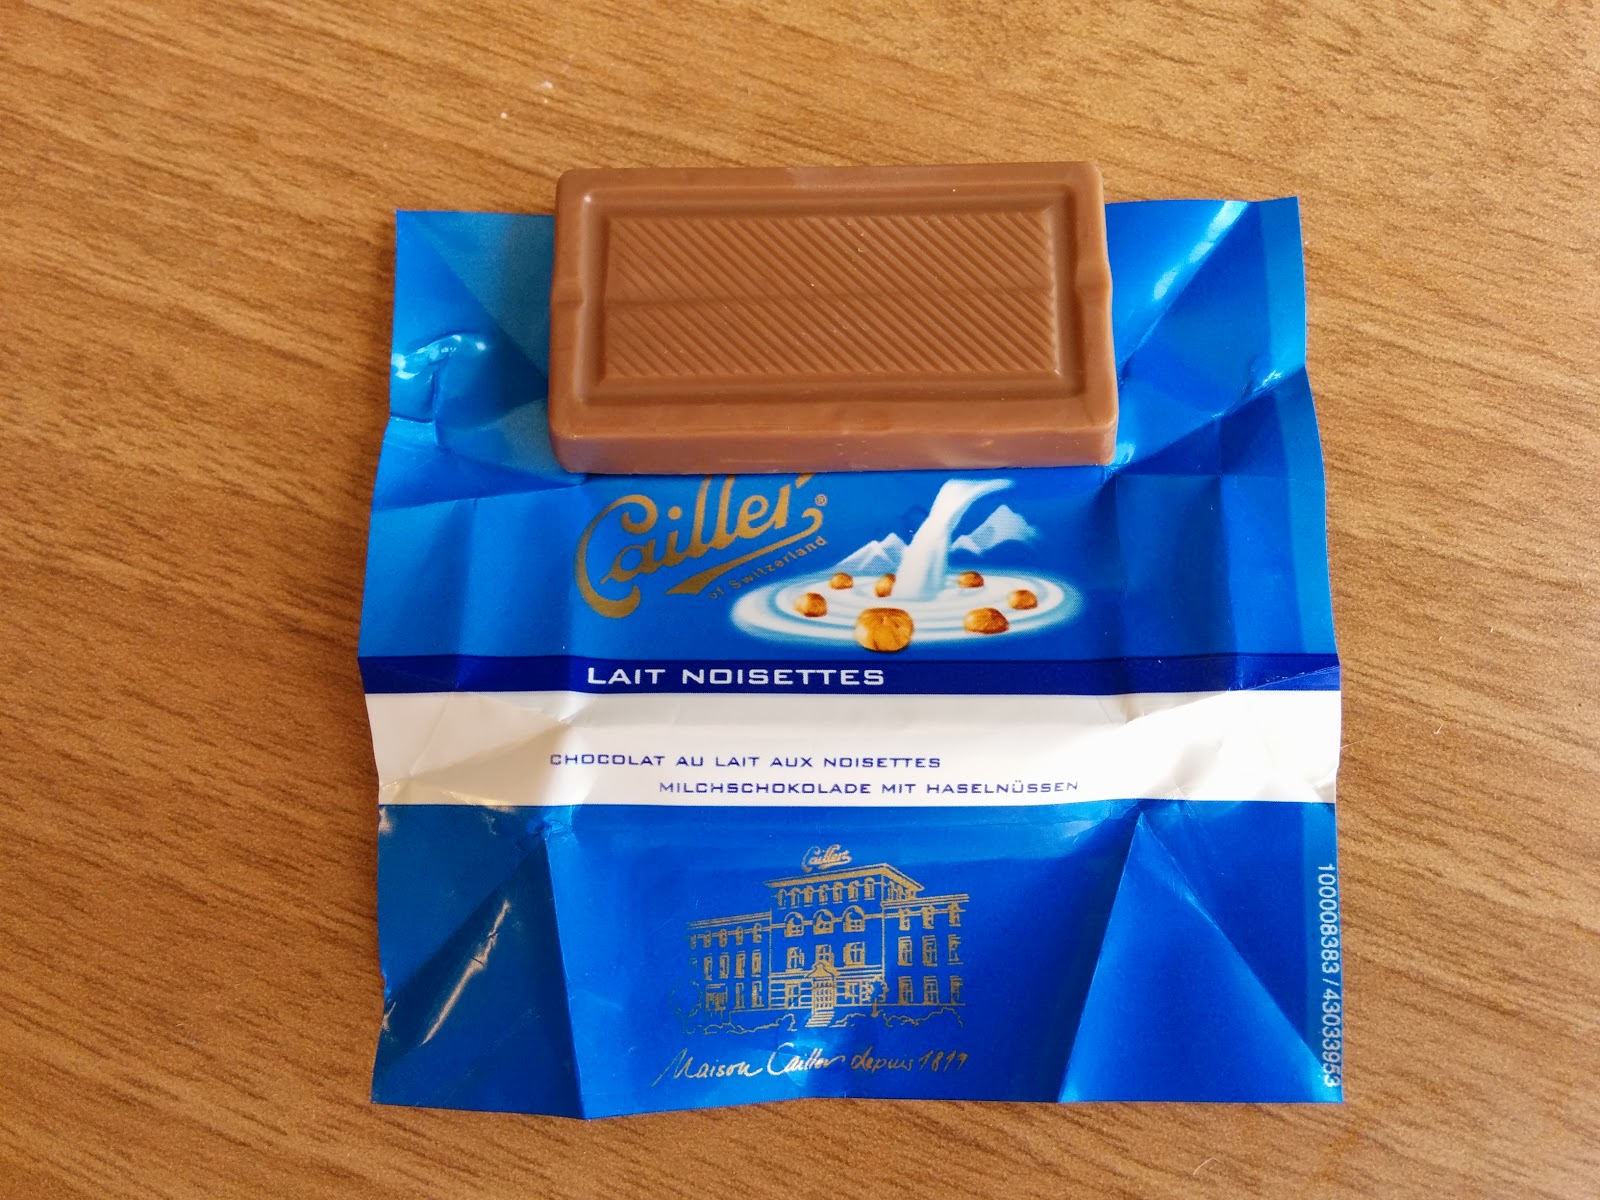 Cailler®
of Switzerland
LAIT NOISETTES
CHOCOLAT AU LAIT AUX NOISETTES
MILCHSCHOKOLADE MIT HASELNÜSSEN
Cailler
Maison Cailler depuis 1819
100008383 / 43033953